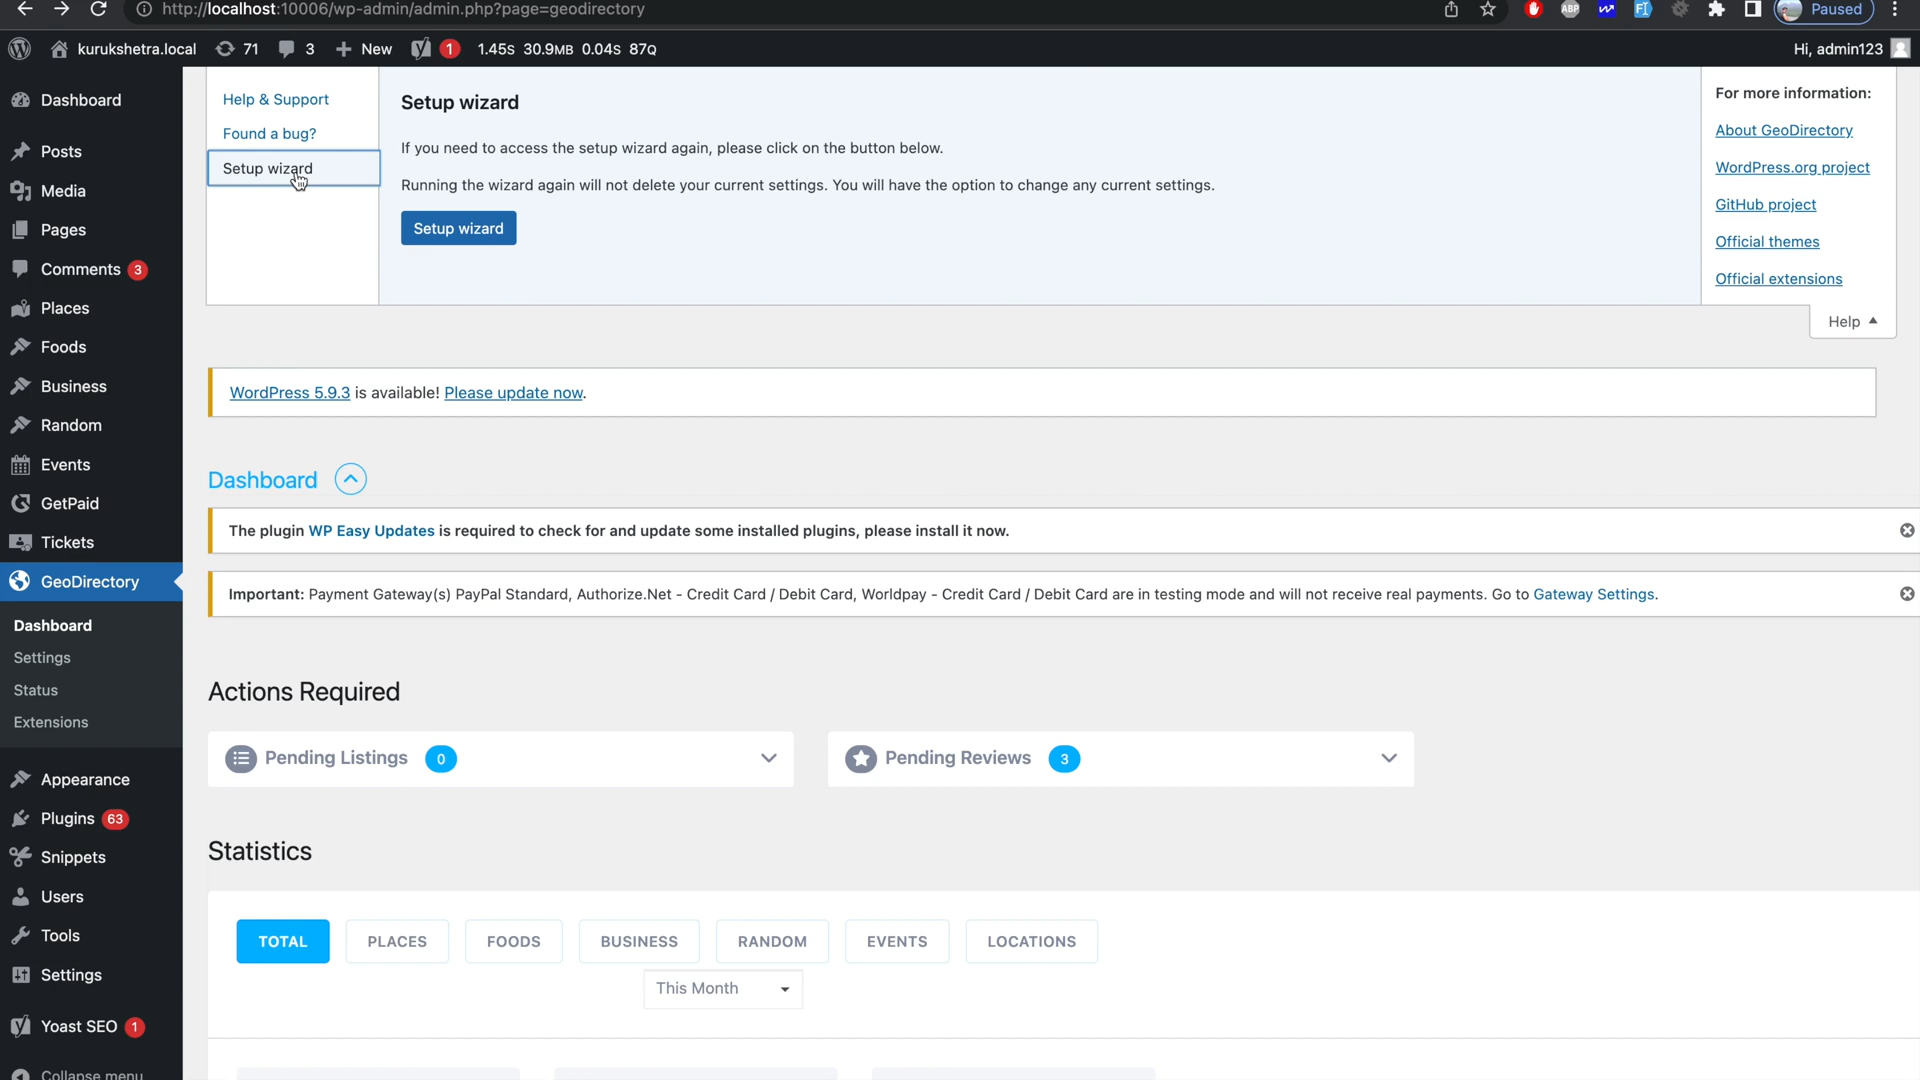 http://localhost:10006/wp-admin/admin.php?page=geodirectory
ABP
Paused
kurukshetra.local
71
3
New
1
1.45S 30.9MB 0.04S 87Q
Hi, admin123
Dashboard
Posts
Media
Pages
Comments 3
Places
Foods
Business
Random
Events
GetPaid
Tickets
GeoDirectory
Dashboard
Settings
Status
Extensions
Appearance
Plugins 63
Snippets
Users
Tools
Settings
Yoast SEO 1
Collapse menu
Help & Support
Found a bug?
Setup wizard
Setup wizard
If you need to access the setup wizard again, please click on the button below.
Running the wizard again will not delete your current settings. You will have the option to change any current settings.
Setup wizard
For more information:
About GeoDirectory
WordPress.org project
GitHub project
Official themes
Official extensions
Help
WordPress 5.9.3 is available! Please update now.
Dashboard
The plugin WP Easy Updates is required to check for and update some installed plugins, please install it now.
Important: Payment Gateway(s) PayPal Standard, Authorize.Net - Credit Card / Debit Card, Worldpay - Credit Card / Debit Card are in testing mode and will not receive real payments. Go to Gateway Settings.
Actions Required
Pending Listings 0
Pending Reviews 3
Statistics
TOTAL
PLACES
FOODS
BUSINESS
RANDOM
EVENTS
LOCATIONS
This Month